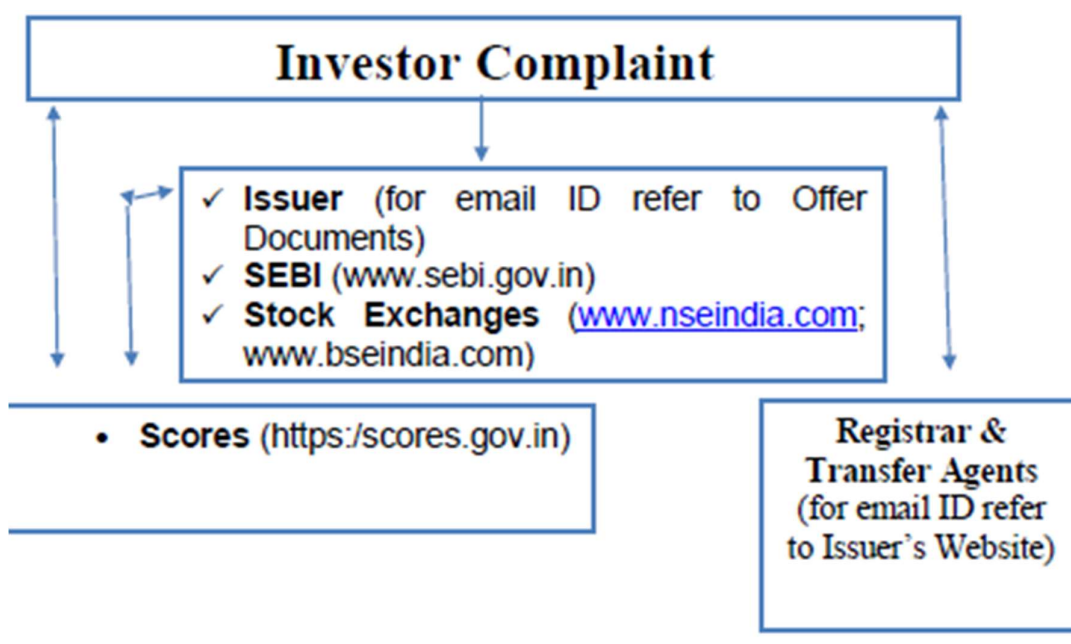 Investor Complaint
✓ Issuer (for email ID refer to Offer
Documents)
✓ SEBI (www.sebi.gov.in)
✓ Stock Exchanges (www.nseindia.com;
www.bseindia.com)
• Scores (https:/scores.gov.in)
Registrar &
Transfer Agents
(for email ID refer
to Issuer's Website)